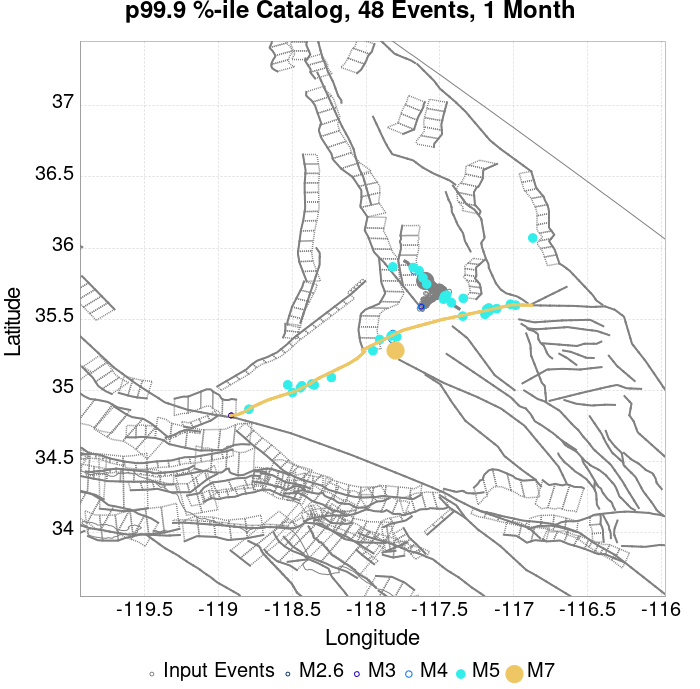 p99.9 %-ile Catalog, 48 Events, 1 Month
37
36.5
36
35.5
35
34.5
34
Latitude
-119.5 -119 -118.5 -118 -117.5 -117 -116.5 -116
Longitude
Input Events M2.6 M3 M4 M5 M7